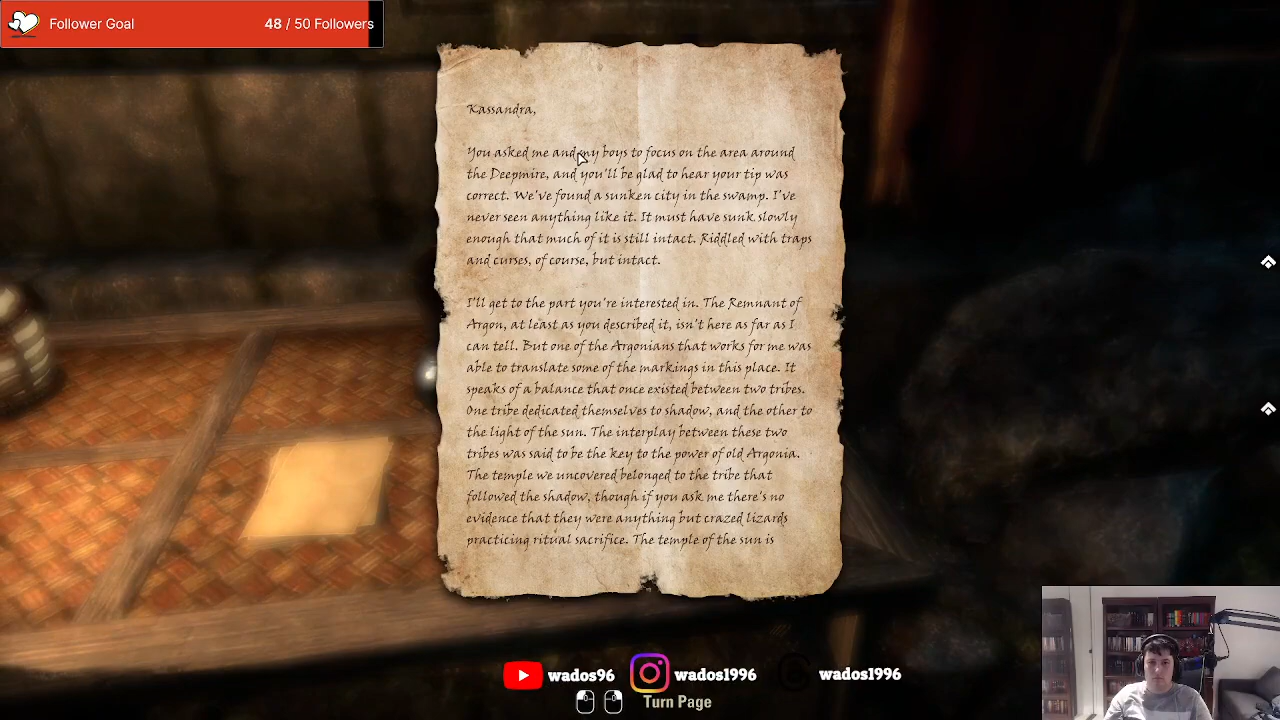 Follower Goal
48 / 50 Followers
Kassandra,
You asked me and my boys to focus on the area around
the Deepmire, and you'll be glad to hear your tip was
correct. We've found a sunken city in the swamp. I've
never seen anything like it. It must have sunk slowly
enough that much of it is still intact. Riddled with traps
and curses, of course, but intact.
I'll get to the part you're interested in. The Remnant of
Argon, at least as you described it, isn't here as far as I
can tell. But one of the Argonians that works for me was
able to translate some of the markings in this place. It
speaks of a balance that once existed between two tribes.
One tribe dedicated themselves to shadow, and the other to
the light of the sun. The interplay between these two
tribes was said to be the key to the power of old Argonia.
The temple we uncovered belonged to the tribe that
followed the shadow, though if you ask me there's no
evidence that they were anything but crazed lizards
practicing ritual sacrifice. The temple of the sun is
wados96
wados1996
wados1996
Turn Page